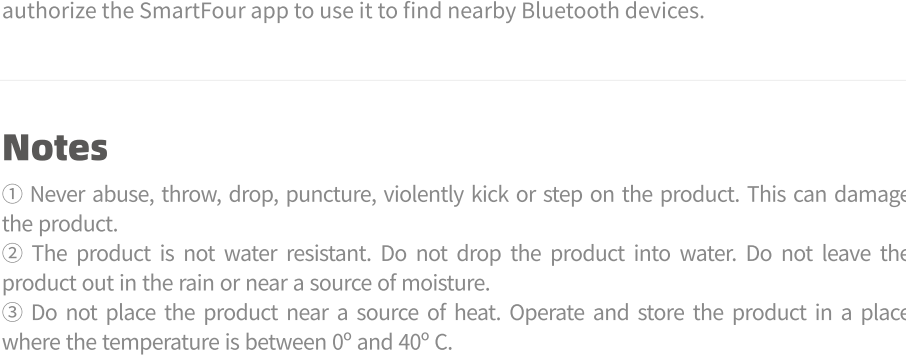 authorize the SmartFour app to use it to find nearby Bluetooth devices.
Notes
① Never abuse, throw, drop, puncture, violently kick or step on the product. This can damage
the product.
② The product is not water resistant. Do not drop the product into water. Do not leave the
product out in the rain or near a source of moisture.
③ Do not place the product near a source of heat. Operate and store the product in a place
where the temperature is between 0º and 40º C.